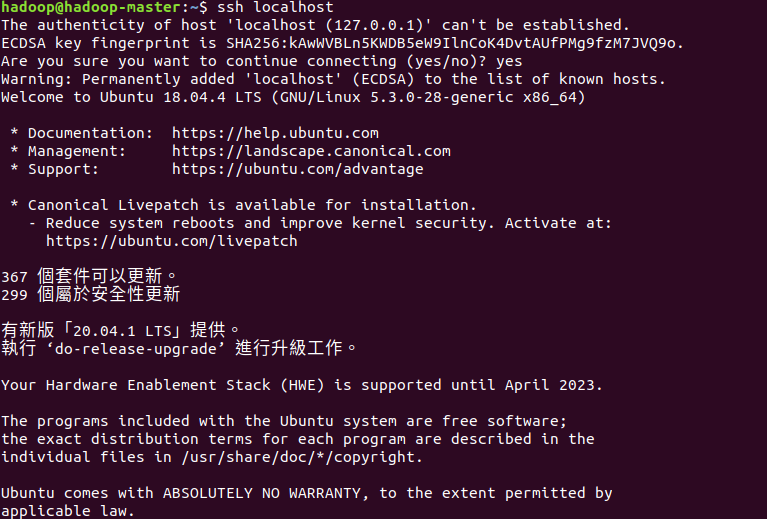 hadoop@hadoop-master:~$ ssh localhost
The authenticity of host 'localhost (127.0.0.1)' can't be established.
ECDSA key fingerprint is SHA256:kAwWVBLn5KWDB5eW9IlnCoK4DvtAUfPMg9fzM7JVQ9o.
Are you sure you want to continue connecting (yes/no)? yes
Warning: Permanently added 'localhost' (ECDSA) to the list of known hosts.
Welcome to Ubuntu 18.04.4 LTS (GNU/Linux 5.3.0-28-generic x86_64)
* Documentation:  https://help.ubuntu.com
* Management:     https://landscape.canonical.com
* Support:        https://ubuntu.com/advantage
* Canonical Livepatch is available for installation.
- Reduce system reboots and improve kernel security. Activate at:
https://ubuntu.com/livepatch
367 個套件可以更新。
299 個屬於安全性更新
有新版「20.04.1 LTS」提供。
執行 ‘do-release-upgrade’ 進行升級工作。
Your Hardware Enablement Stack (HWE) is supported until April 2023.
The programs included with the Ubuntu system are free software;
the exact distribution terms for each program are described in the
individual files in /usr/share/doc/*/copyright.
Ubuntu comes with ABSOLUTELY NO WARRANTY, to the extent permitted by
applicable law.